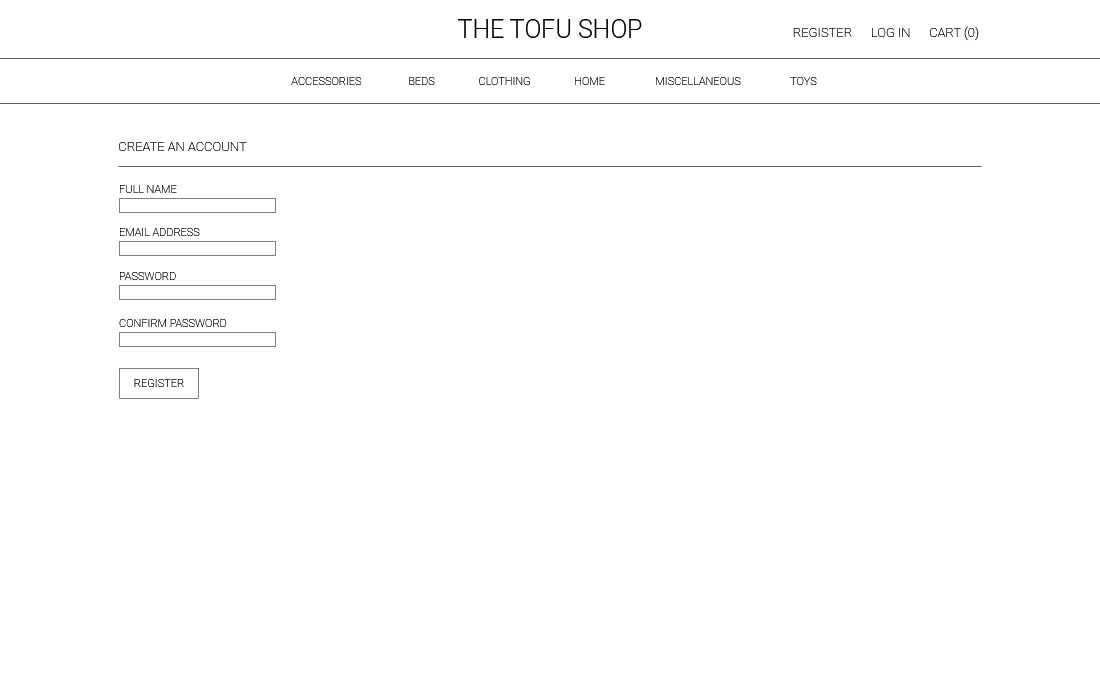 THE TOFU SHOP
REGISTER LOG IN CART (0)
ACCESSORIES BEDS CLOTHING HOME MISCELLANEOUS TOYS
CREATE AN ACCOUNT
FULL NAME
EMAIL ADDRESS
PASSWORD
CONFIRM PASSWORD
REGISTER